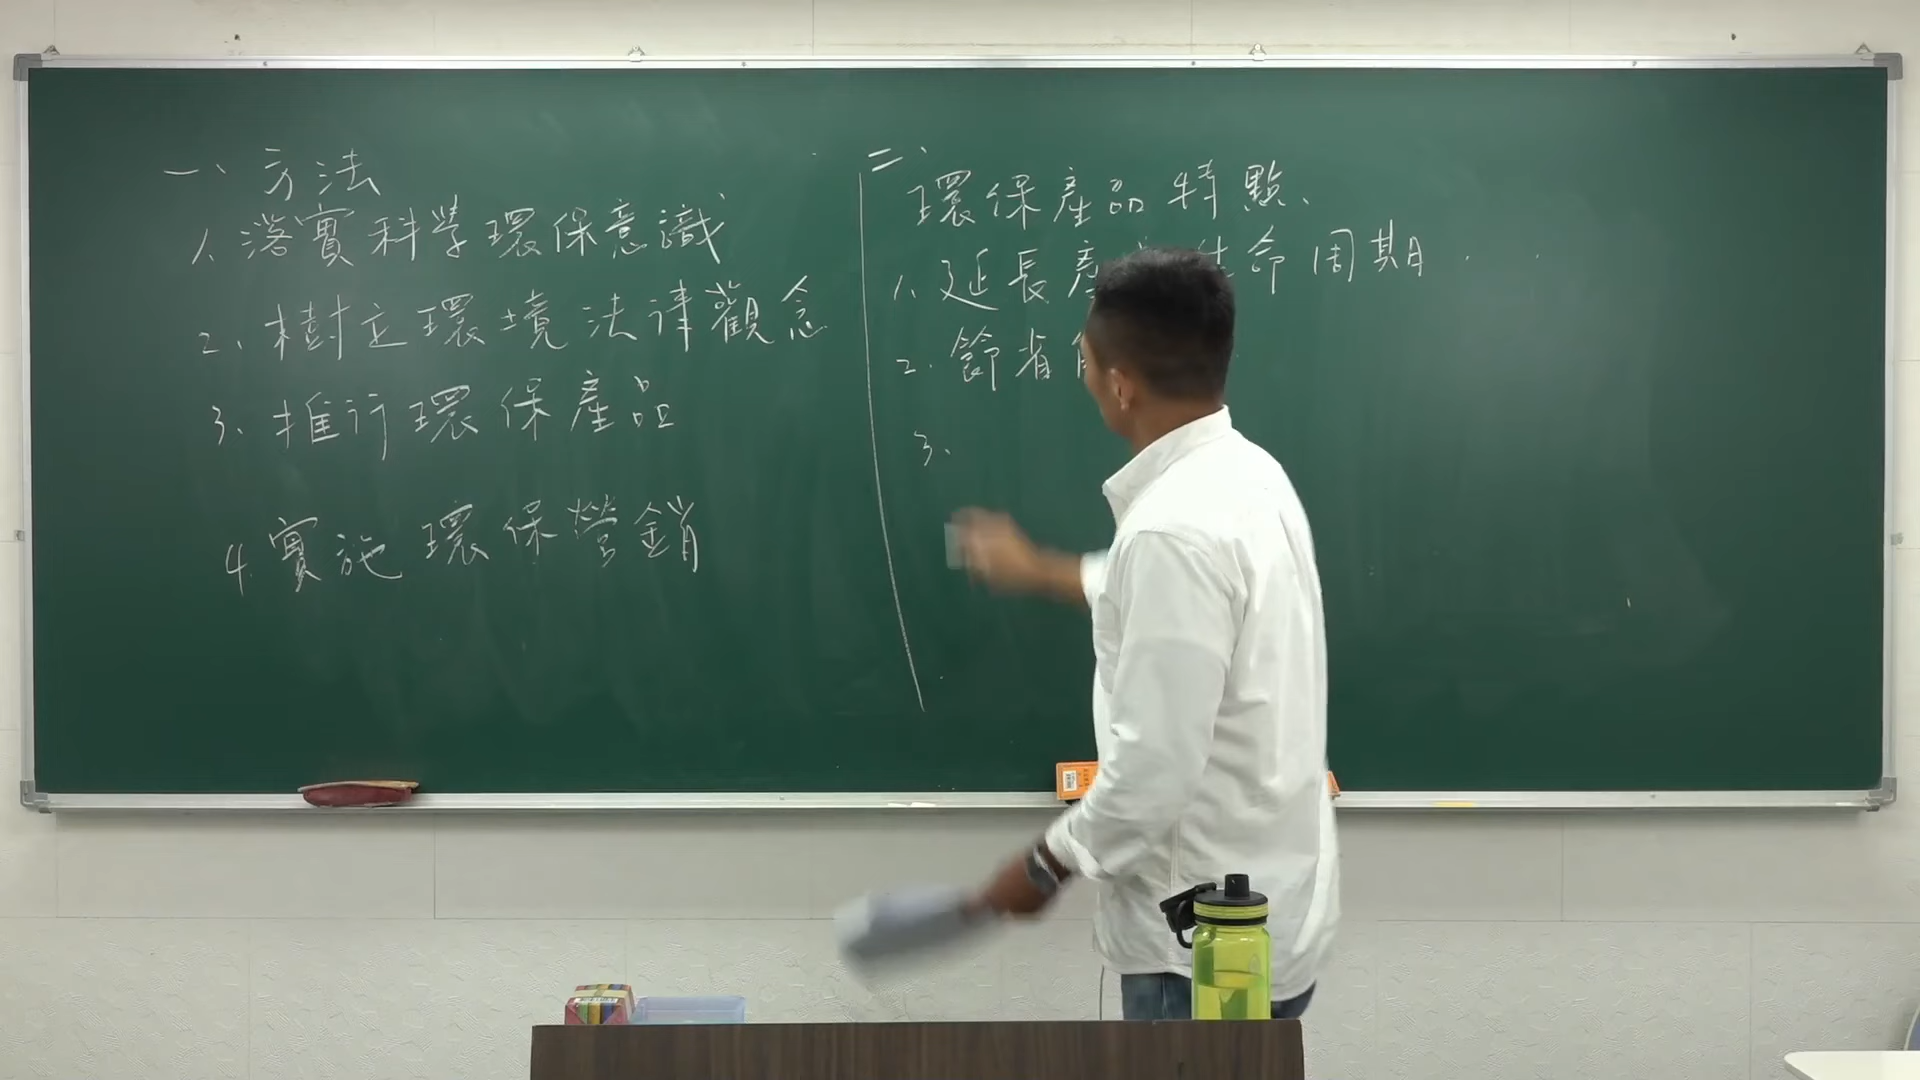 一、方法
1、落實科學環保意識
2、樹立環境法律觀念
3、推行環保產品
4.實施環保營銷
二、
環保產品特點、
1、延長產 命周期.
2.節省
3、